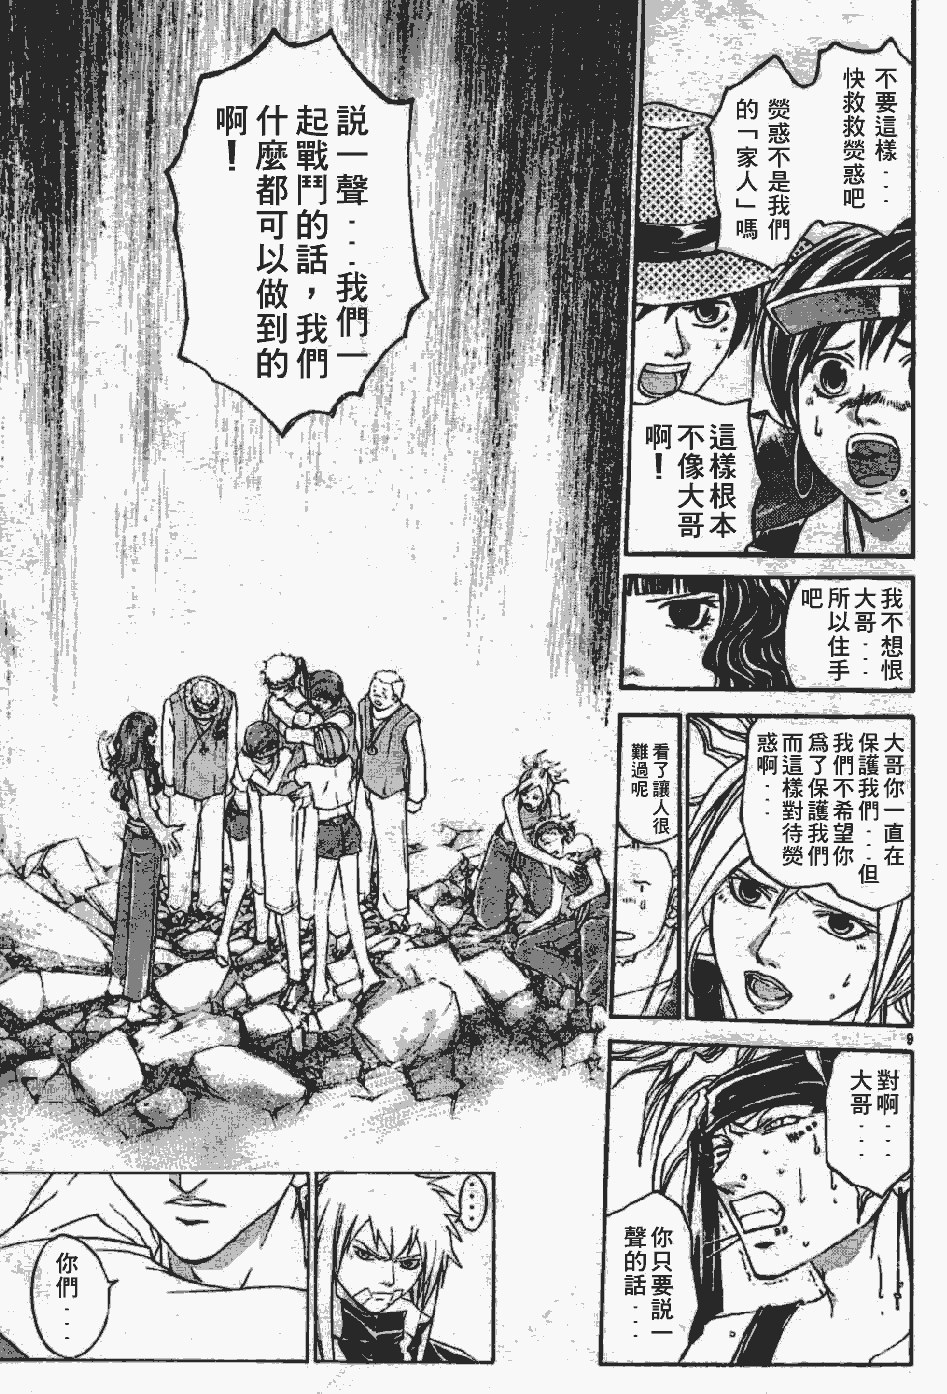 不要這樣...
快救救熒惑吧
熒惑不是我們
的「家人」嗎
這樣根本
不像大哥
啊！
我不想恨
大哥...
所以住手
吧
大哥你一直在
保護我們...但
我們不希望你
為了保護我們
而這樣對待熒
惑啊...
看了讓人很
難過呢
9
對啊...
大哥...
你只要說一
聲的話...
說一聲...我們一
起戰鬥的話，我們
什麼都可以做到的
啊！
....
你們...